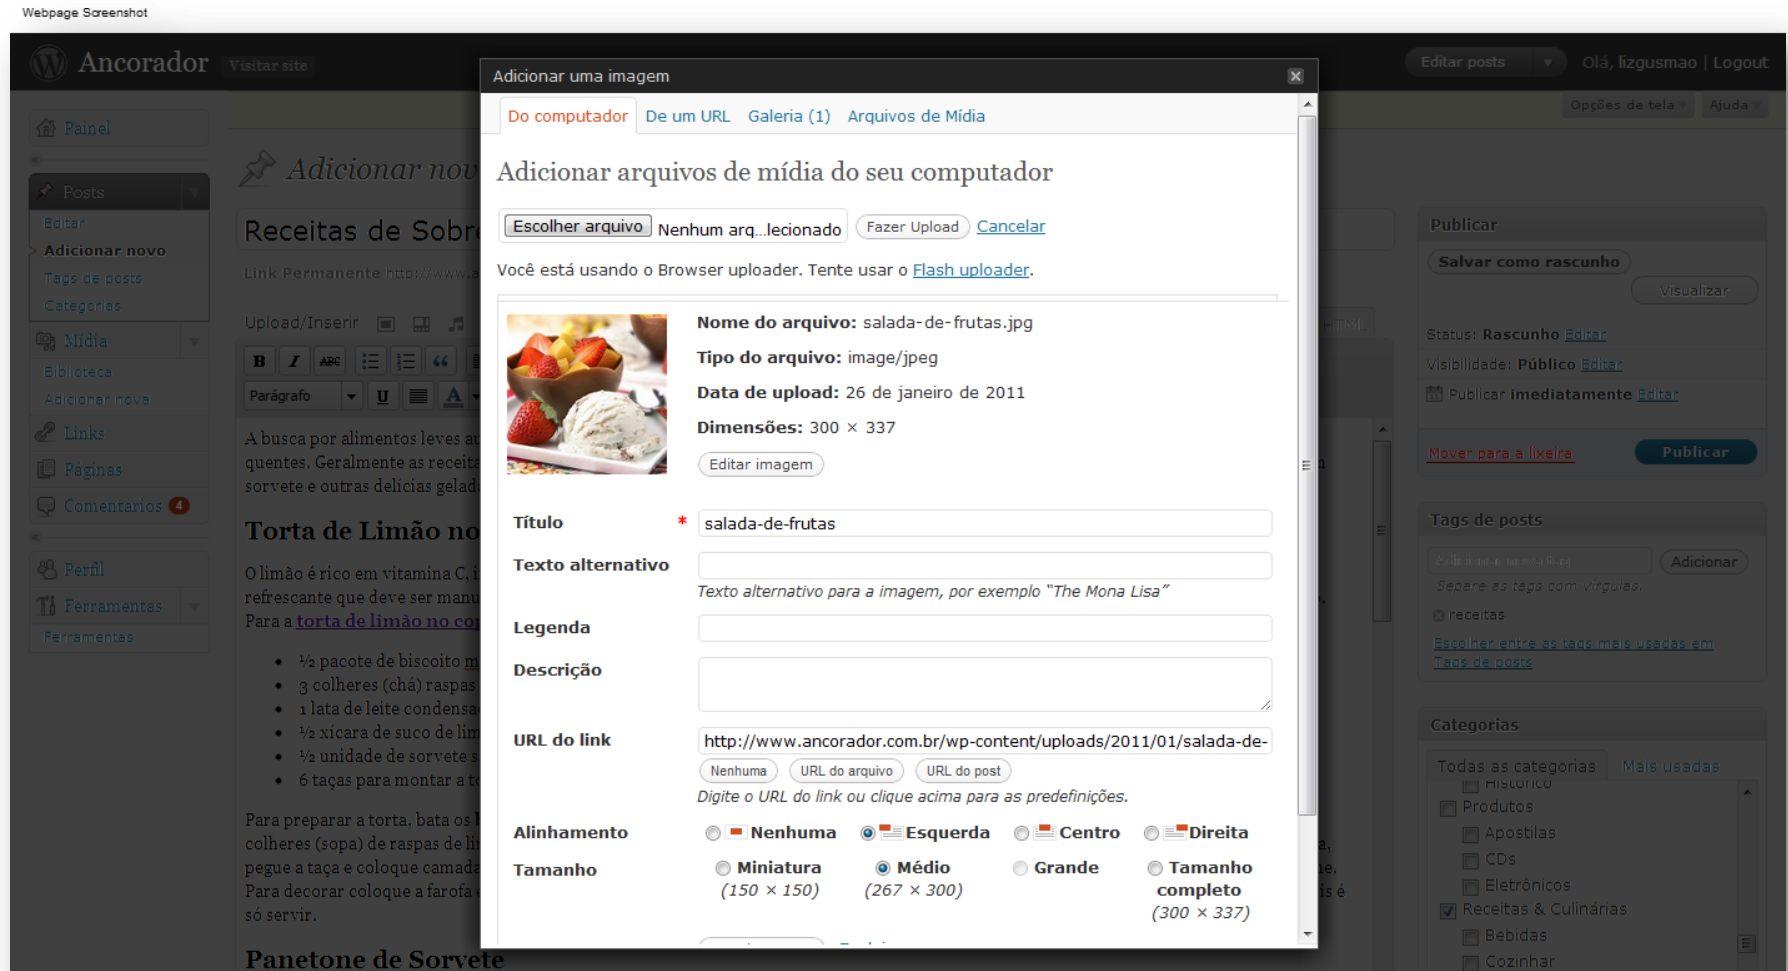 Webpage Screenshot
Ancorador Visitar site
Editar posts
Olá, lizgusmao | Logout
Opções de tela
Ajuda
Painel
Posts
Editar
Adicionar novo
Tags de posts
Categorias
Mídia
Biblioteca
Adicionar nova
Links
Páginas
Comentários 4
Perfil
Ferramentas
Ferramentas
Adicionar nov
Receitas de Sobre
Link Permanente http://www.a
Upload/Inserir
B I ABC
Parágrafo U A
A busca por alimentos leves au
quentes. Geralmente as receita
sorvete e outras delícias gelad
Torta de Limão no
O limão é rico em vitamina C, i
refrescante que deve ser manu
Para a torta de limão no cop
½ pacote de biscoito m
3 colheres (chá) raspas
1 lata de leite condensa
½ xícara de suco de lim
½ unidade de sorvete s
6 taças para montar a to
Para preparar a torta, bata os l
colheres (sopa) de raspas de li
pegue a taça e coloque camada
Para decorar coloque a farofa
is é
só servir.
Panetone de Sorvete
Adicionar uma imagem
Do computador De um URL Galeria (1) Arquivos de Mídia
Adicionar arquivos de mídia do seu computador
Escolher arquivo Nenhum arq...lecionado Fazer Upload Cancelar
Você está usando o Browser uploader. Tente usar o Flash uploader.
Nome do arquivo: salada-de-frutas.jpg
Tipo do arquivo: image/jpeg
Data de upload: 26 de janeiro de 2011
Dimensões: 300 × 337
Editar imagem
Título * salada-de-frutas
Texto alternativo
Texto alternativo para a imagem, por exemplo “The Mona Lisa”
Legenda
Descrição
URL do link http://www.ancorador.com.br/wp-content/uploads/2011/01/salada-de-
Nenhuma URL do arquivo URL do post
Digite o URL do link ou clique acima para as predefinições.
Alinhamento Nenhuma Esquerda Centro Direita
Tamanho Miniatura Médio Grande Tamanho completo
(150 × 150) (267 × 300) (300 × 337)
Publicar
Salvar como rascunho
Visualizar
Status: Rascunho Editar
Visibilidade: Público Editar
Publicar imediatamente Editar
Mover para a lixeira Publicar
Tags de posts
Adicionar
Separe as tags com vírgulas.
receitas
Escolher entre as tags mais usadas em
Tags de posts
Categorias
Todas as categorias Mais usadas
Histórico
Produtos
Apostilas
CDs
Eletrônicos
Receitas & Culinárias
Bebidas
Cozinhar